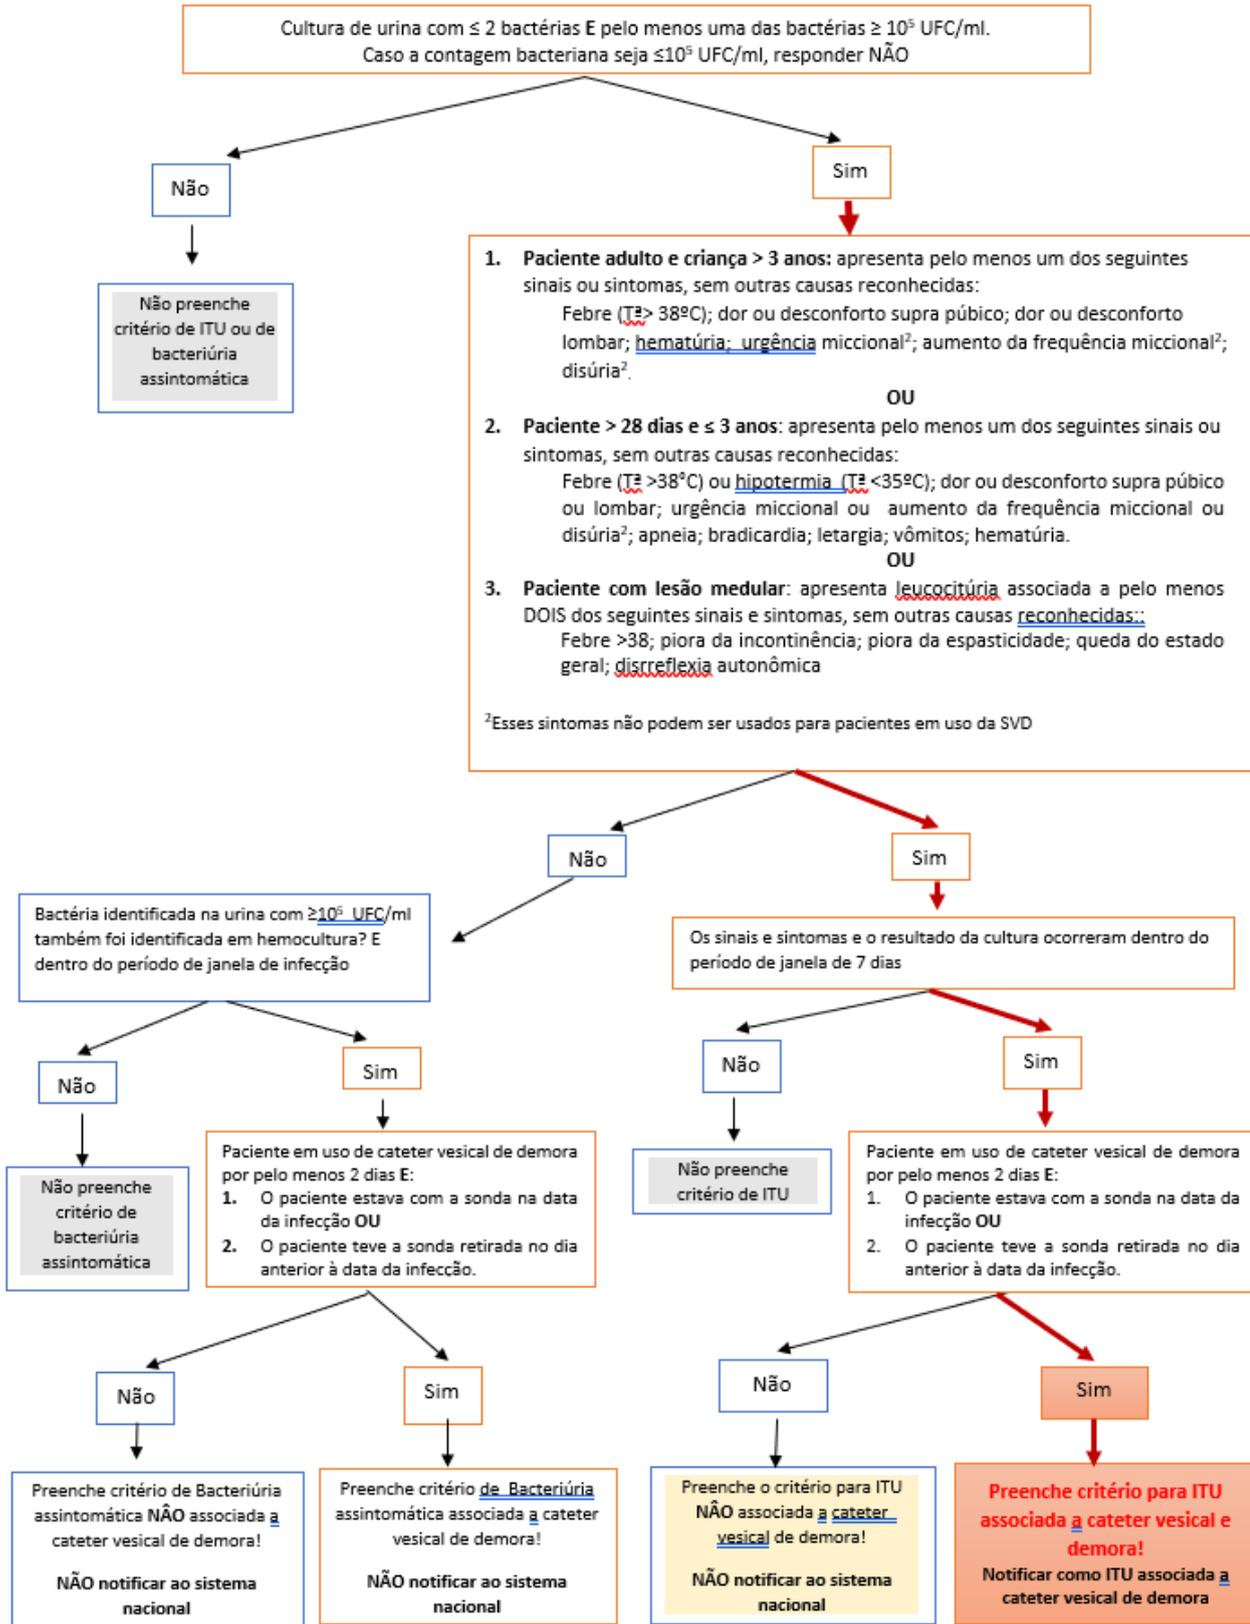 Cultura de urina com ≤ 2 bactérias E pelo menos uma das bactérias ≥ 10⁵ UFC/ml.
Caso a contagem bacteriana seja ≤10⁵ UFC/ml, responder NÃO
Não
Sim
Não preenche
critério de ITU ou de
bacteriúria
assintomática
1. Paciente adulto e criança > 3 anos: apresenta pelo menos um dos seguintes
sinais ou sintomas, sem outras causas reconhecidas:
Febre (Tª> 38ºC); dor ou desconforto supra púbico; dor ou desconforto
lombar; hematúria; urgência miccional²; aumento da frequência miccional²;
disúria².
OU
2. Paciente > 28 dias e ≤ 3 anos: apresenta pelo menos um dos seguintes sinais ou
sintomas, sem outras causas reconhecidas:
Febre (Tª >38°C) ou hipotermia (Tª <35ºC); dor ou desconforto supra púbico
ou lombar; urgência miccional ou aumento da frequência miccional ou
disúria²; apneia; bradicardia; letargia; vômitos; hematúria.
OU
3. Paciente com lesão medular: apresenta leucocitúria associada a pelo menos
DOIS dos seguintes sinais e sintomas, sem outras causas reconhecidas::
Febre >38; piora da incontinência; piora da espasticidade; queda do estado
geral; disrreflexia autonômica
²Esses sintomas não podem ser usados para pacientes em uso da SVD
Não
Sim
Bactéria identificada na urina com ≥10⁵ UFC/ml
também foi identificada em hemocultura? E
dentro do período de janela de infecção
Os sinais e sintomas e o resultado da cultura ocorreram dentro do
período de janela de 7 dias
Não
Sim
Não
Sim
Não preenche
critério de
bacteriúria
assintomática
Paciente em uso de cateter vesical de demora
por pelo menos 2 dias E:
1. O paciente estava com a sonda na data
da infecção OU
2. O paciente teve a sonda retirada no dia
anterior à data da infecção.
Não preenche
critério de ITU
Paciente em uso de cateter vesical de demora
por pelo menos 2 dias E:
1. O paciente estava com a sonda na data da
infecção OU
2. O paciente teve a sonda retirada no dia
anterior à data da infecção.
Não
Sim
Não
Sim
Preenche critério de Bacteriúria
assintomática NÂO associada a
cateter vesical de demora!
NÃO notificar ao sistema
nacional
Preenche critério de Bacteriúria
assintomática associada a cateter
vesical de demora!
NÃO notificar ao sistema
nacional
Preenche o critério para ITU
NÂO associada a cateter
vesical de demora!
NÃO notificar ao sistema
nacional
Preenche critério para ITU
associada a cateter vesical e
demora!
Notificar como ITU associada a
cateter vesical de demora